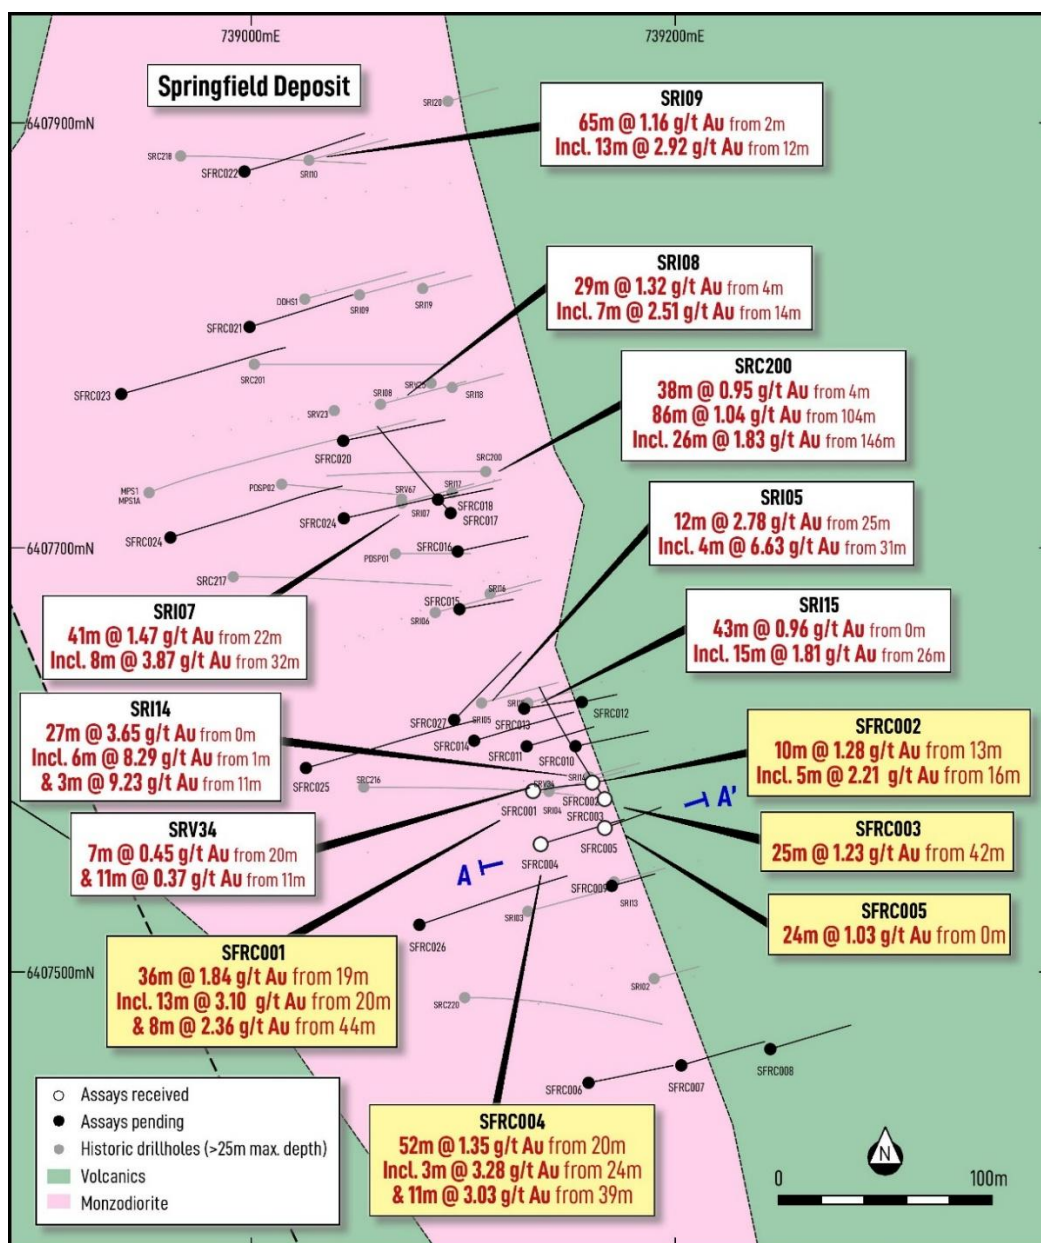 739000mE
739200mE
Springfield Deposit
6407900mN
SRI20
SRI09
65m @ 1.16 g/t Au from 2m
Incl. 13m @ 2.92 g/t Au from 12m
SRC218
SFRC022
SRI10
SRI08
29m @ 1.32 g/t Au from 4m
Incl. 7m @ 2.51 g/t Au from 14m
DDHS1
SRI09
SRI19
SFRC021
SRC200
38m @ 0.95 g/t Au from 4m
86m @ 1.04 g/t Au from 104m
Incl. 26m @ 1.83 g/t Au from 146m
SRC201
SFRC023
SRV25
SRI18
SRI08
SRV23
SFRC020
SRC200
MPS1
MPS1A
PDSP02
SRV67
SRI12
SRI07
SFRC018
SFRC017
SFRC024
SFRC024
SRI05
12m @ 2.78 g/t Au from 25m
Incl. 4m @ 6.63 g/t Au from 31m
6407700mN
SFRC016
PDSP01
SRC217
SRI16
SFRC015
SRI06
SRI07
41m @ 1.47 g/t Au from 22m
Incl. 8m @ 3.87 g/t Au from 32m
SRI15
43m @ 0.96 g/t Au from 0m
Incl. 15m @ 1.81 g/t Au from 26m
SRI14
27m @ 3.65 g/t Au from 0m
Incl. 6m @ 8.29 g/t Au from 1m
& 3m @ 9.23 g/t Au from 11m
SFRC027
SRI05
SFRC013
SFRC012
SFRC014
SFRC011
SFRC010
SFRC025
SRC216
SRI14
SFRC002
10m @ 1.28 g/t Au from 13m
Incl. 5m @ 2.21 g/t Au from 16m
SFRC001
SRI04
SFRC002
SFRC003
SFRC005
SFRC004
A'
A
SRV34
7m @ 0.45 g/t Au from 20m
& 11m @ 0.37 g/t Au from 11m
SFRC003
25m @ 1.23 g/t Au from 42m
SFRC009
SRI13
SRI03
SFRC026
SFRC005
24m @ 1.03 g/t Au from 0m
SFRC001
36m @ 1.84 g/t Au from 19m
Incl. 13m @ 3.10 g/t Au from 20m
& 8m @ 2.36 g/t Au from 44m
6407500mN
SRI02
SRC220
SFRC006
SFRC007
SFRC008
SFRC004
52m @ 1.35 g/t Au from 20m
Incl. 3m @ 3.28 g/t Au from 24m
& 11m @ 3.03 g/t Au from 39m
Assays received
Assays pending
Historic drillholes (>25m max. depth)
Volcanics
Monzodiorite
N
0
100m